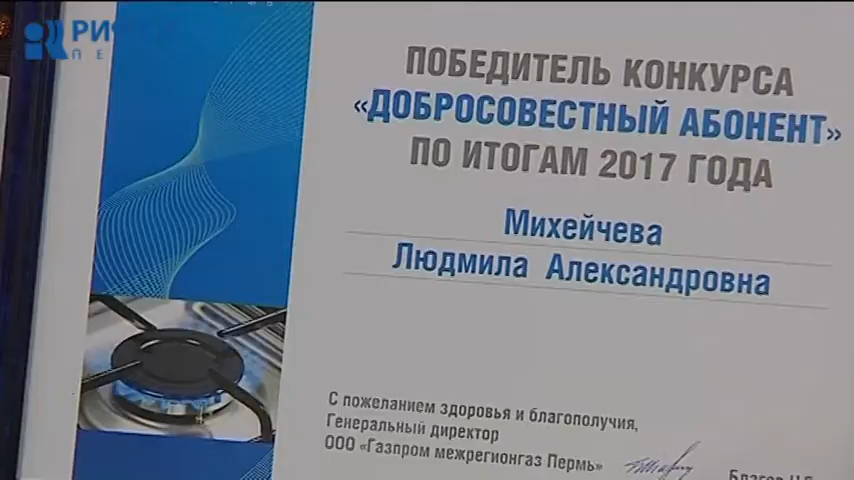 ПОБЕДИТЕЛЬ КОНКУРСА
«ДОБРОСОВЕСТНЫЙ АБОНЕНТ»
ПО ИТОГАМ 2017 ГОДА
Михейчева
Людмила Александровна
С пожеланием здоровья и благополучия,
Генеральный директор
ООО «Газпром межрегионгаз Пермь»